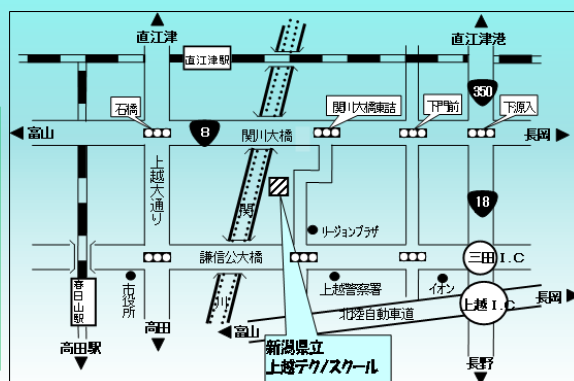 直江津
直江津港
直江津駅
350
石橋
関川大橋東詰
下門前
下源入
富山
8
関川大橋
長岡
上越大通り
18
関
リージョンプラザ
謙信公大橋
三田I.C
春日山駅
市役所
川
上越警察署
イオン
上越I.C
長岡
北陸自動車道
高田
富山
高田駅
新潟県立
上越テクノスクール
長野